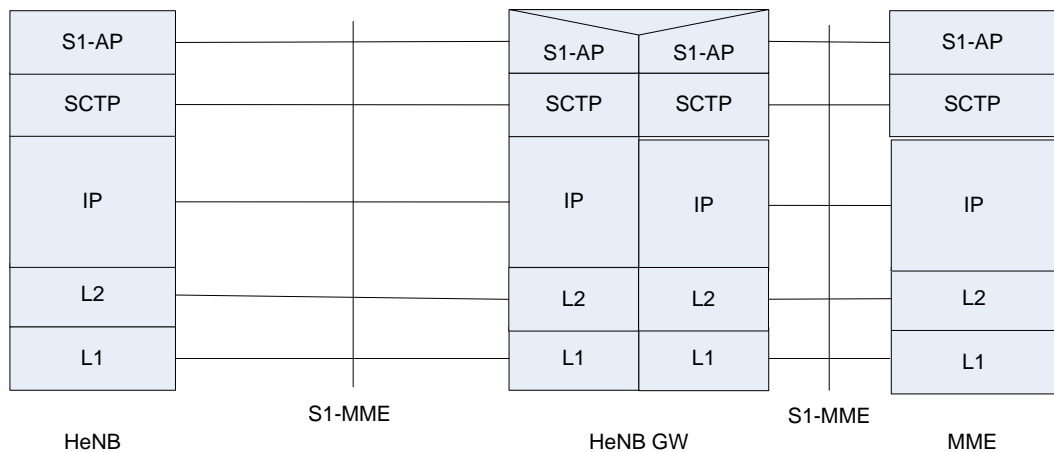 S1-AP
S1-AP
S1-AP
S1-AP
SCTP
SCTP
SCTP
SCTP
IP
IP
IP
IP
L2
L2
L2
L2
L1
L1
L1
L1
S1-MME
S1-MME
HeNB
HeNB GW
MME